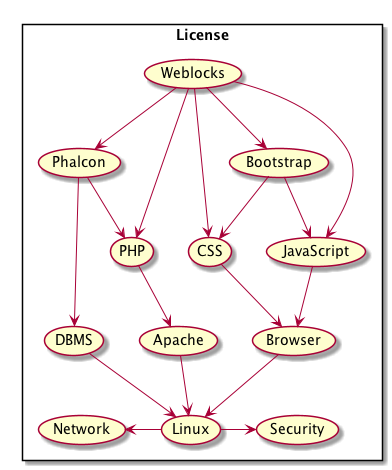 License
Weblocks
Phalcon
Bootstrap
PHP
CSS
JavaScript
DBMS
Apache
Browser
Network
Linux
Security